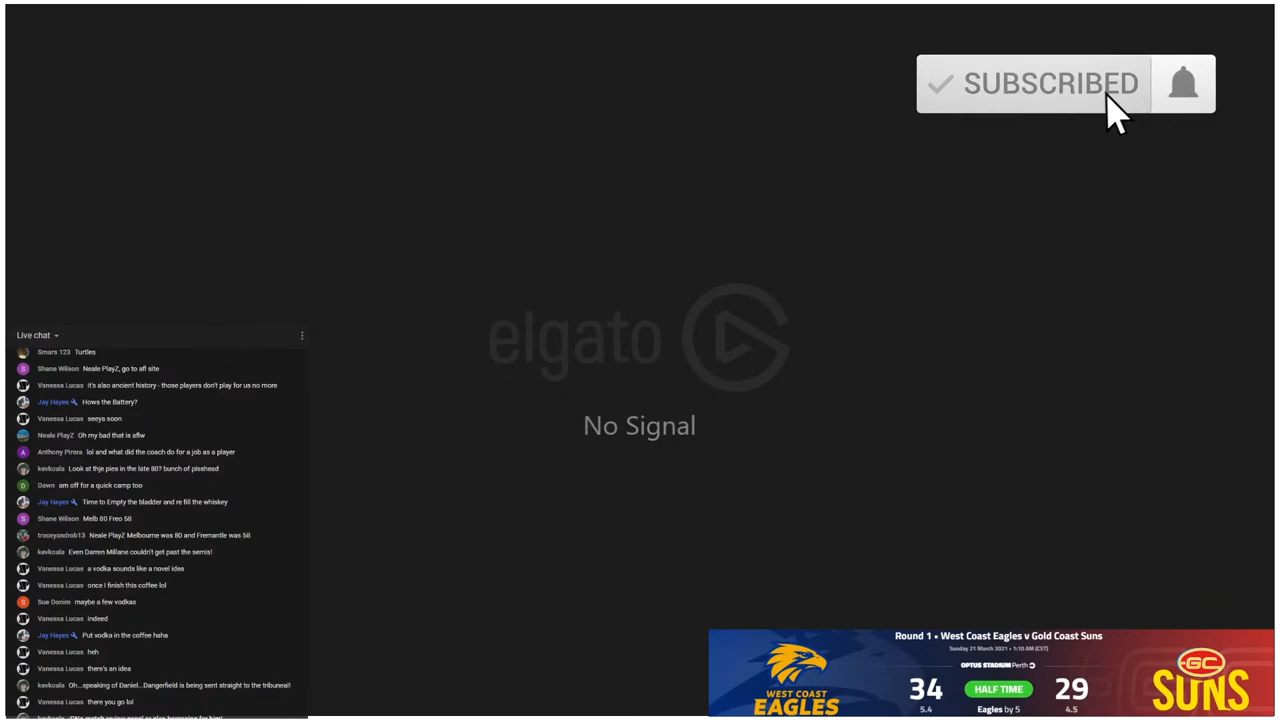 SUBSCRIBED
elgato
No Signal
Live chat
Smars 123 Turtles
Shane Wilson Neale PlayZ, go to afl site
Vanessa Lucas it's also ancient history - those players don't play for us no more
Jay Hayes Hows the Battery?
Vanessa Lucas seeya soon
Neale PlayZ Oh my bad that is aflw
Anthony Pirera lol and what did the coach do for a job as a player
kevkoala Look at thje pies in the late 80? bunch of pisshead
D Dawn am off for a quick camp too
Jay Hayes Time to Empty the bladder and re fill the whiskey
S Shane Wilson Melb 80 Freo 58
traceyandrob13 Neale PlayZ Melbourne was 80 and Fremantle was 58
kevkoala Even Darren Millane couldn't get past the semis!
Vanessa Lucas a vodka sounds like a novel idea
Vanessa Lucas once I finish this coffee lol
S Sue Donim maybe a few vodkas
Vanessa Lucas indeed
Jay Hayes Put vodka in the coffee haha
Vanessa Lucas heh
Vanessa Lucas there's an idea
kevkoala Oh...speaking of Daniel...Dangerfield is being sent straight to the tribuneal!
Vanessa Lucas there you go lol
Round 1 • West Coast Eagles v Gold Coast Suns
Sunday 21 March 2021 • 1:10 AM (CST)
OPTUS STADIUM Perth
WEST COAST EAGLES
34 HALF TIME 29
5.4 Eagles by 5 4.5
GC
SUNS